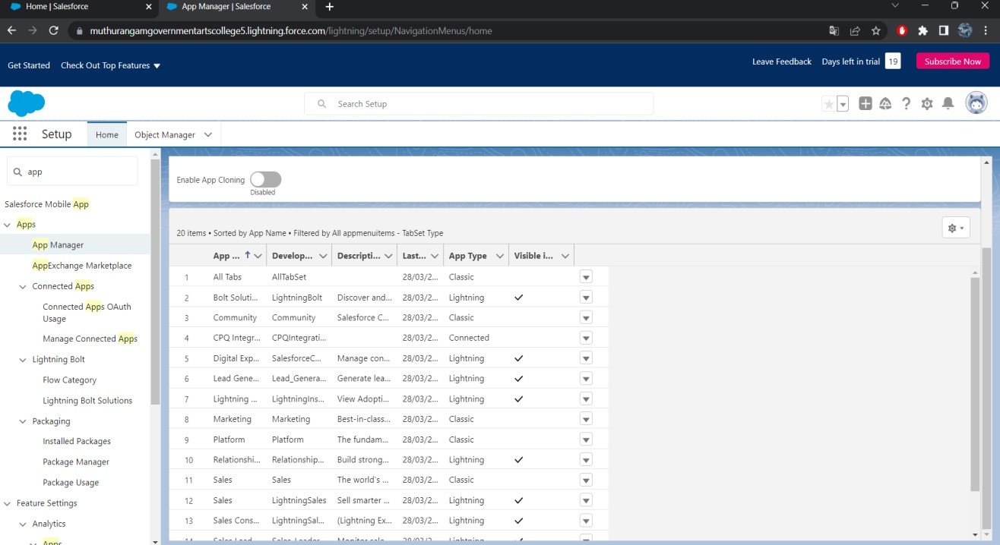 Home | Salesforce
App Manager | Salesforce
muthurangamgovernmentartscollege5.lightning.force.com/lightning/setup/NavigationMenus/home
Get Started Check Out Top Features
Leave Feedback Days left in trial 19 Subscribe Now
Search Setup
Setup Home Object Manager
app
Salesforce Mobile App
Apps
App Manager
AppExchange Marketplace
Connected Apps
Connected Apps OAuth
Usage
Manage Connected Apps
Lightning Bolt
Flow Category
Lightning Bolt Solutions
Packaging
Installed Packages
Package Manager
Package Usage
Feature Settings
Analytics
Apps
Enable App Cloning
Disabled
20 items • Sorted by App Name • Filtered by All appmenuitems - TabSet Type
App ... Develop... Descripti... Last... App Type Visible i...
1 All Tabs AllTabSet 28/03/2... Classic
2 Bolt Soluti... LightningBolt Discover and... 28/03/2... Lightning
3 Community Community Salesforce C... 28/03/2... Classic
4 CPQ Integr... CPQIntegrati... 28/03/2... Connected
5 Digital Exp... SalesforceC... Manage con... 28/03/2... Lightning
6 Lead Gene... Lead_Genera... Generate lea... 28/03/2... Lightning
7 Lightning ... LightningIns... View Adopti... 28/03/2... Lightning
8 Marketing Marketing Best-in-class... 28/03/2... Classic
9 Platform Platform The fundam... 28/03/2... Classic
10 Relationshi... Relationship... Build strong... 28/03/2... Lightning
11 Sales Sales The world's ... 28/03/2... Classic
12 Sales LightningSales Sell smarter ... 28/03/2... Lightning
13 Sales Cons... LightningSal... (Lightning Ex... 28/03/2... Lightning
14 Sales Lead Sales_Leader Monitor sale 28/03/2 Lightning